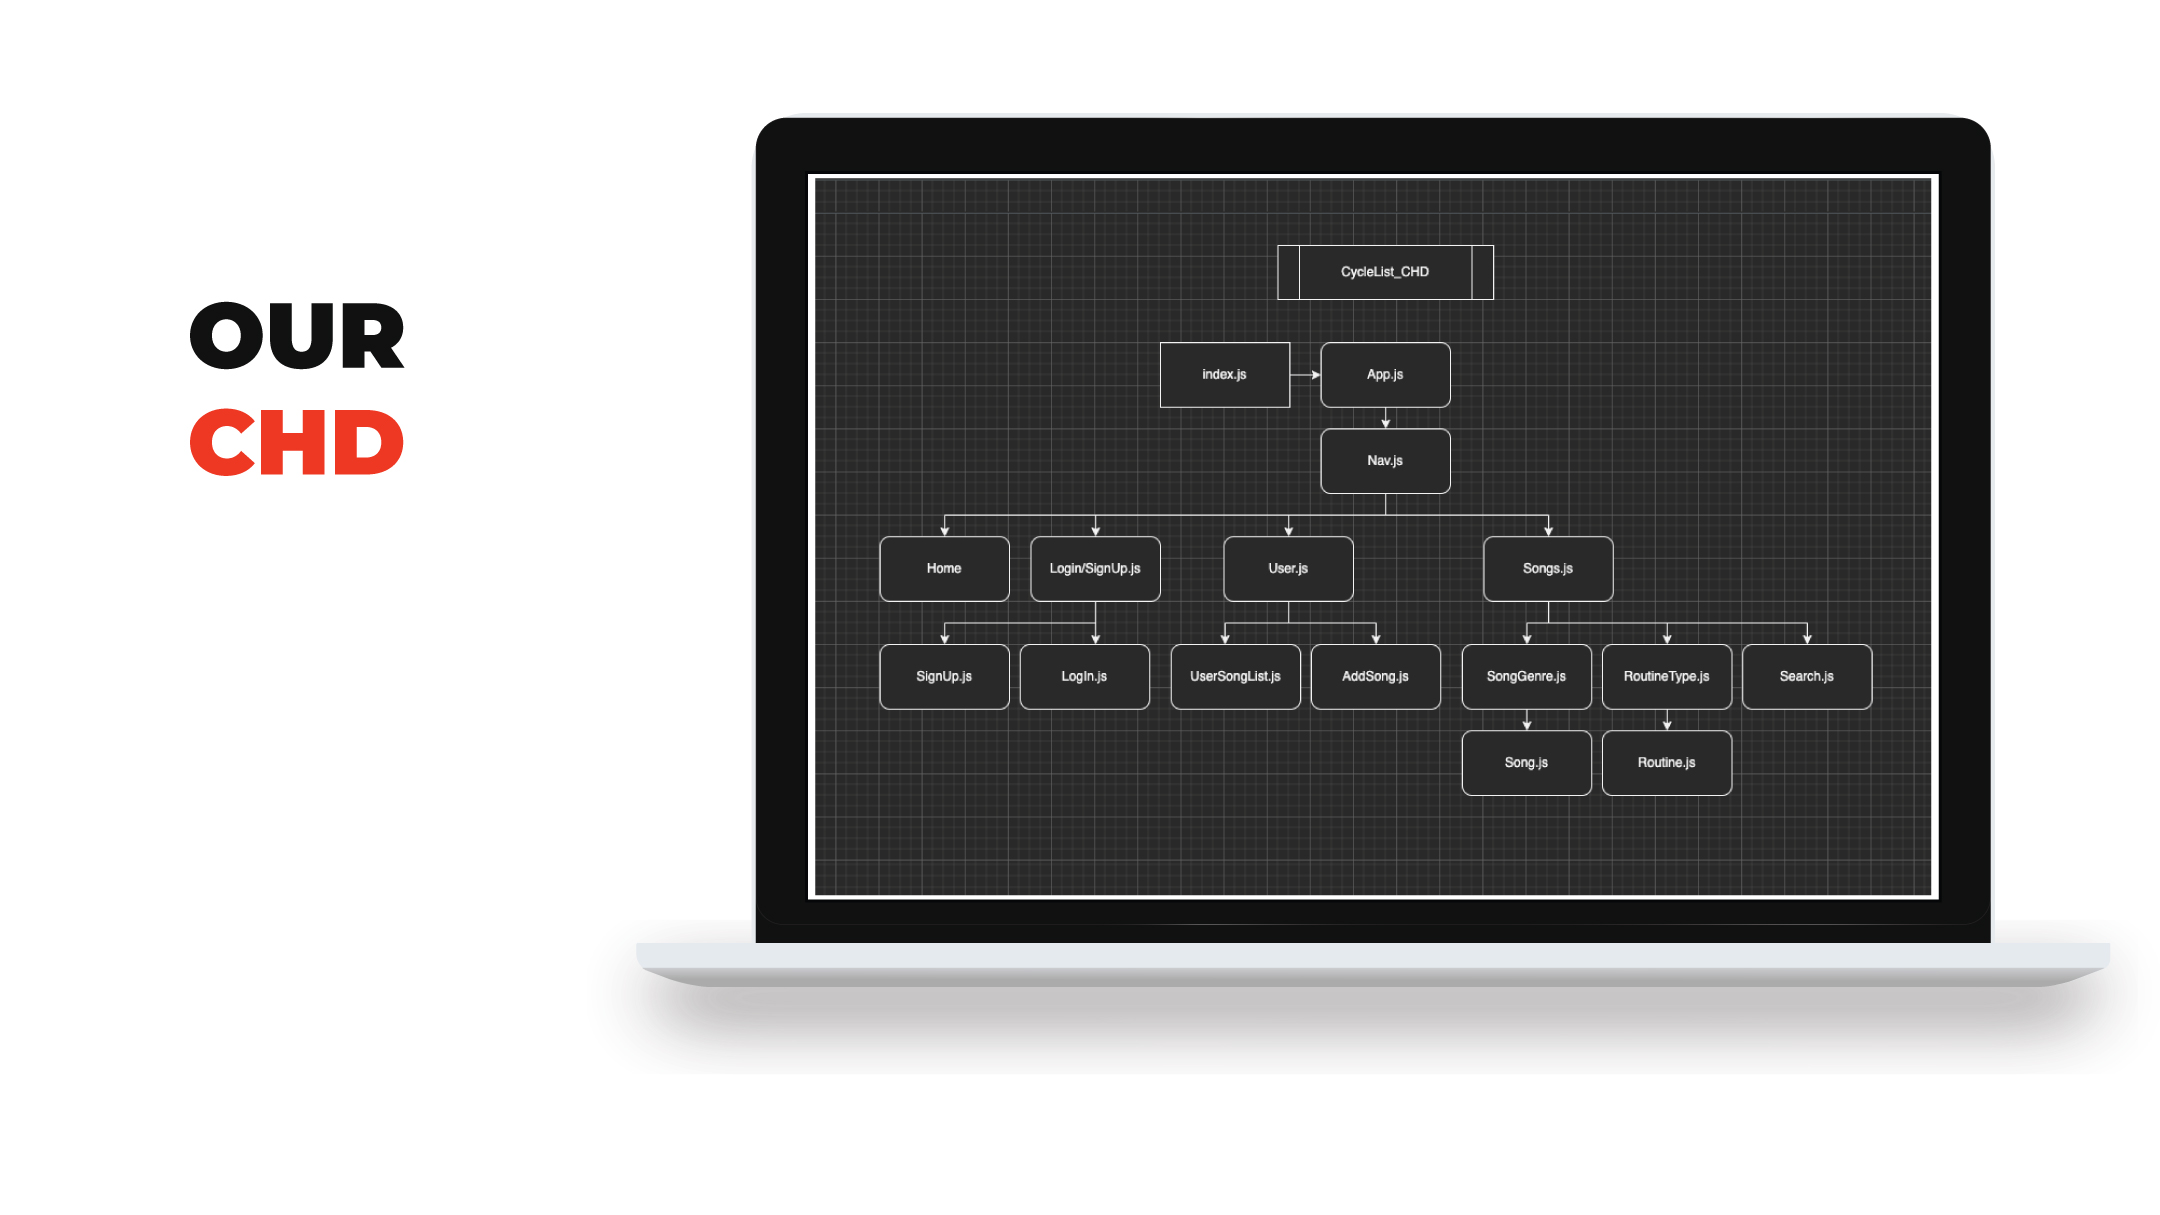 OUR
CHD
CycleList_CHD
index.js
App.js
Nav.js
Home
Login/SignUp.js
User.js
Songs.js
SignUp.js
LogIn.js
UserSongList.js
AddSong.js
SongGenre.js
RoutineType.js
Search.js
Song.js
Routine.js